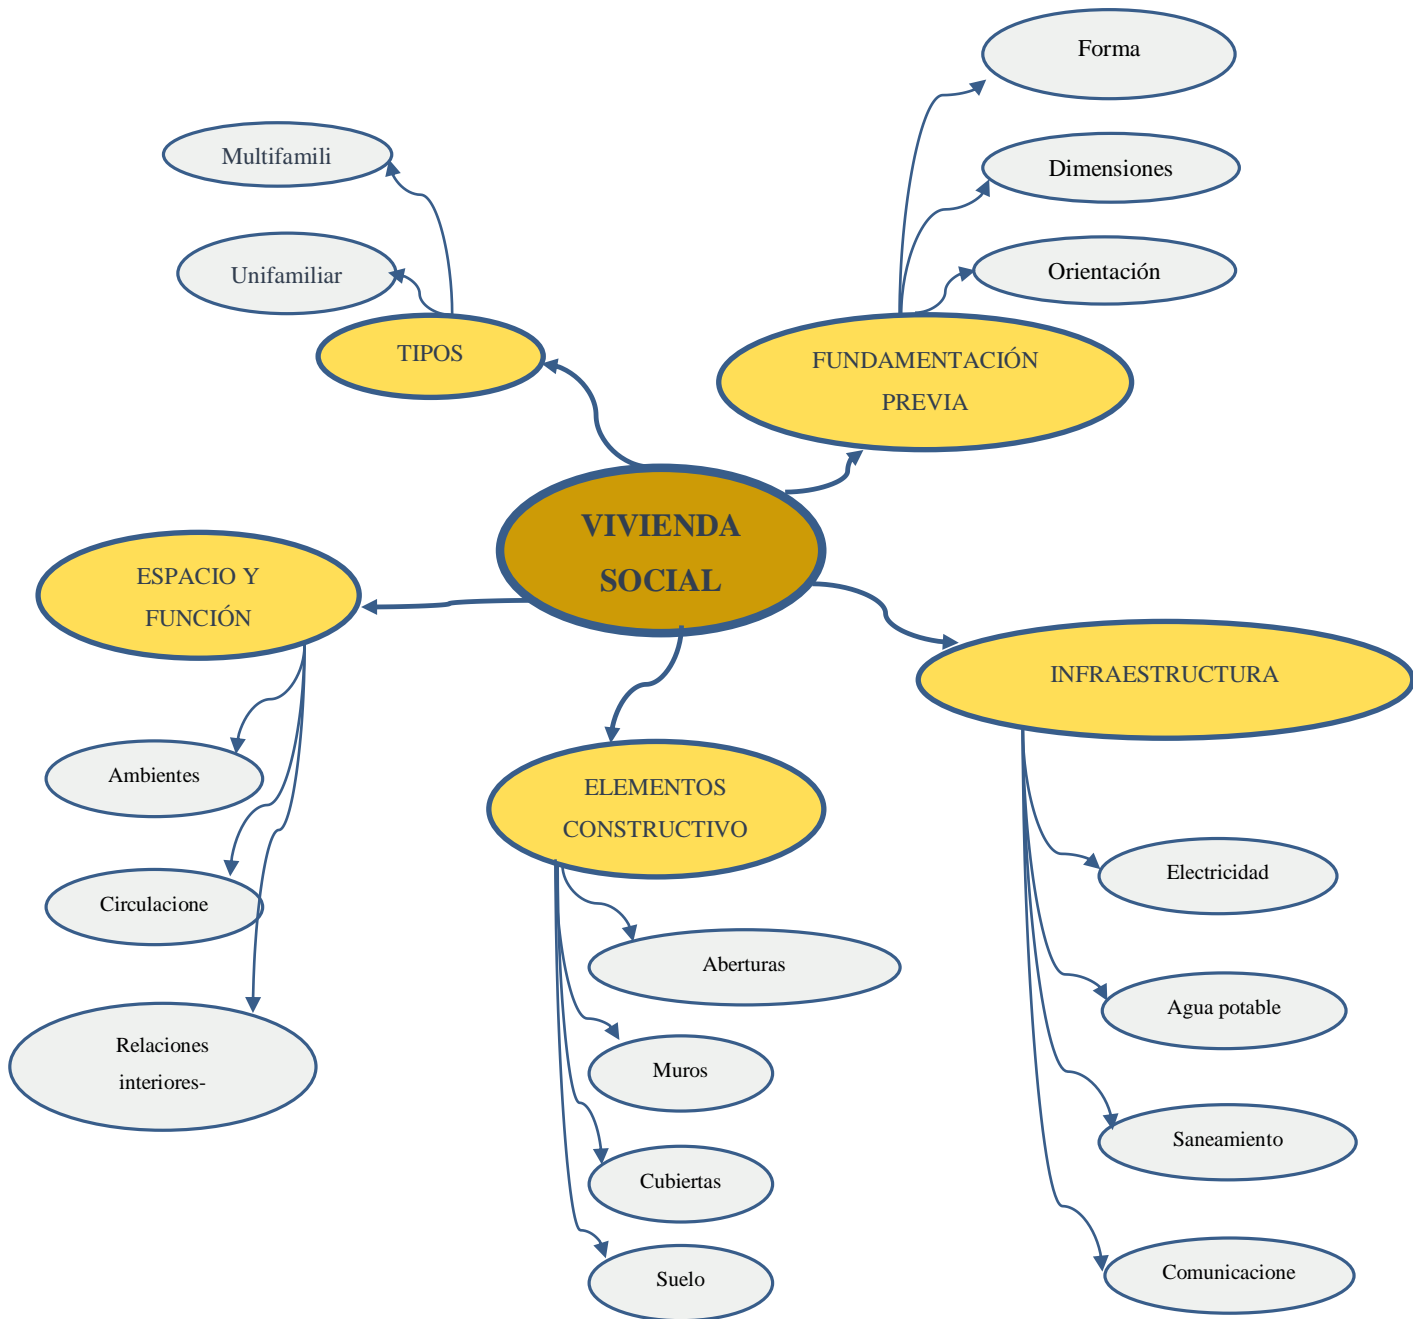 Forma
Multifamili
Dimensiones
Unifamiliar
Orientación
TIPOS
FUNDAMENTACIÓN
PREVIA
VIVIENDA
SOCIAL
ESPACIO Y
FUNCIÓN
INFRAESTRUCTURA
Ambientes
ELEMENTOS
CONSTRUCTIVO
Electricidad
Circulacione
Aberturas
Agua potable
Relaciones
interiores-
Muros
Saneamiento
Cubiertas
Comunicacione
Suelo